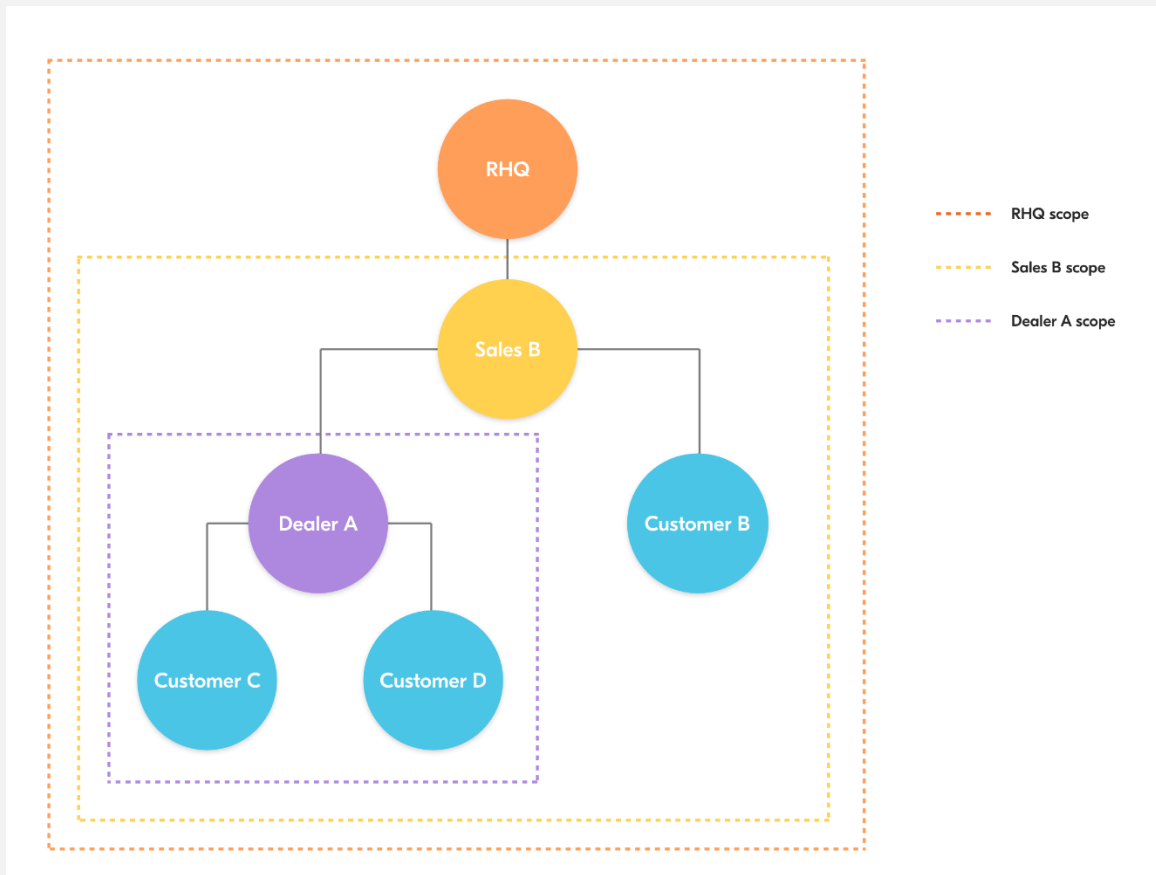 RHQ
RHQ scope
Sales B scope
Dealer A scope
Sales B
Dealer A
Customer B
Customer C
Customer D